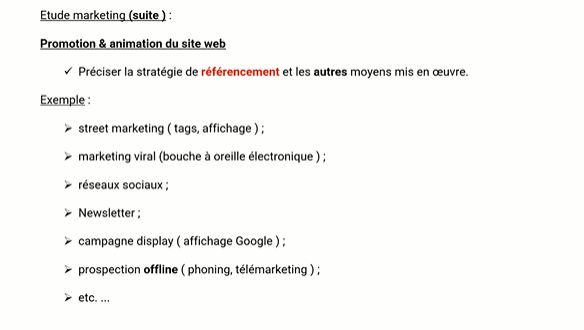 Etude marketing (suite ) :
Promotion & animation du site web
✓ Préciser la stratégie de référencement et les autres moyens mis en œuvre.
Exemple :
➢ street marketing ( tags, affichage ) ;
➢ marketing viral (bouche à oreille électronique ) ;
➢ réseaux sociaux ;
➢ Newsletter ;
➢ campagne display ( affichage Google ) ;
➢ prospection offline ( phoning, télémarketing ) ;
➢ etc. ...